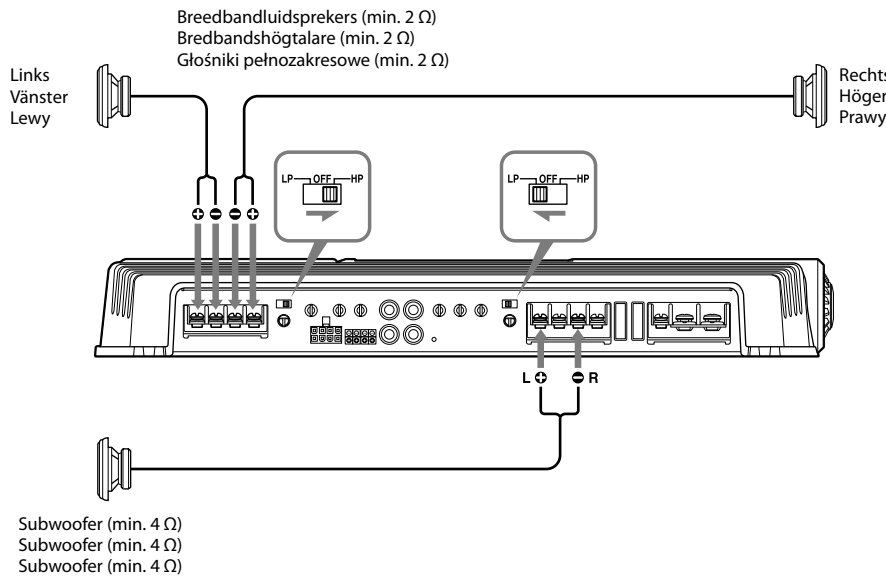 Breedbandluidsprekers (min. 2 Ω)
Bredbandshögtalare (min. 2 Ω)
Głośniki pełnozakresowe (min. 2 Ω)
Links
Vänster
Lewy
Rechts
Höger
Prawy
LP OFF HP
LP OFF HP
L R
Subwoofer (min. 4 Ω)
Subwoofer (min. 4 Ω)
Subwoofer (min. 4 Ω)